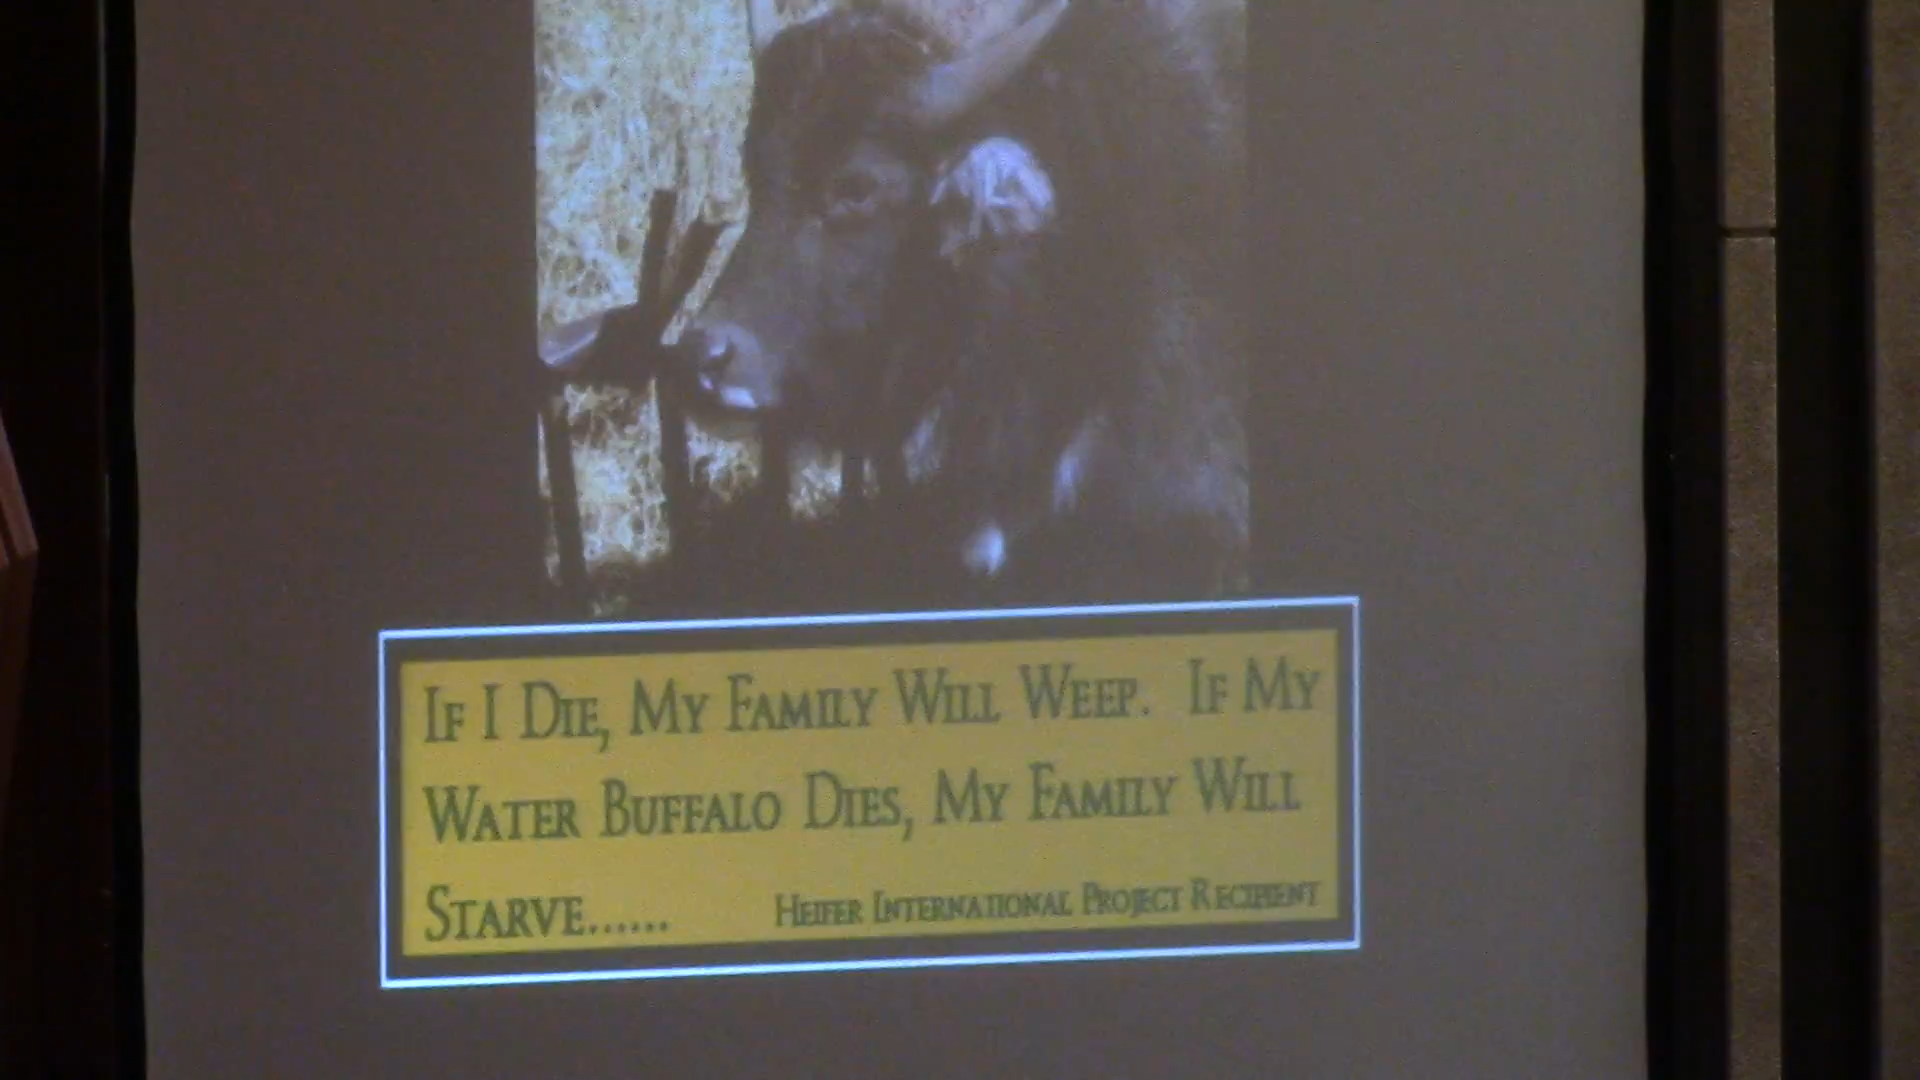 If I Die, My Family Will Weep. If My
Water Buffalo Dies, My Family Will
Starve......
Heifer International Project Recipient